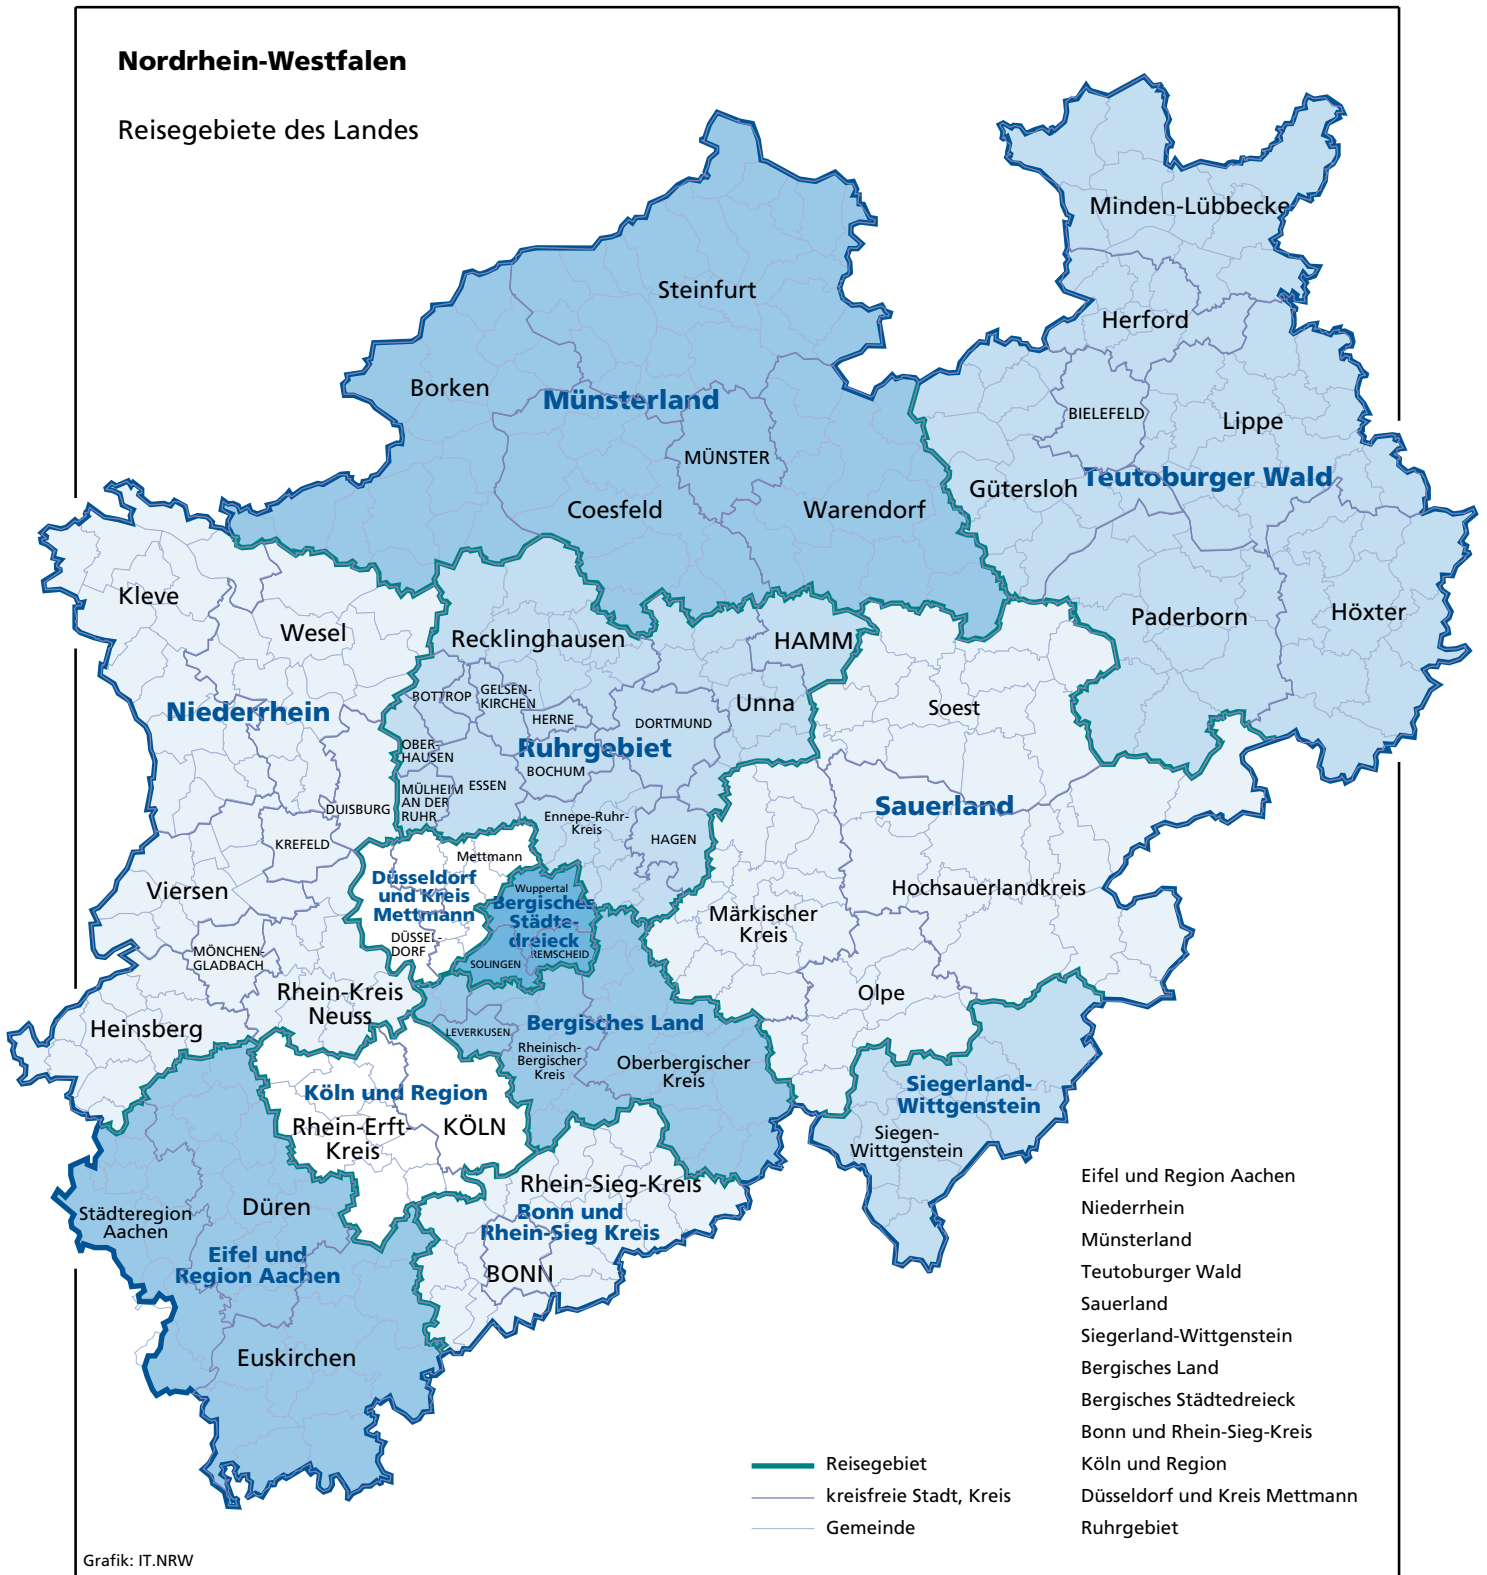 Nordrhein-Westfalen
Reisegebiete des Landes
Minden-Lübbecke
Steinfurt
Herford
Borken
Münsterland
BIELEFELD
Lippe
MÜNSTER
Teutoburger Wald
Gütersloh
Coesfeld
Warendorf
Kleve
Wesel
Recklinghausen
HAMM
Paderborn
Höxter
BOTTROP
GELSEN-
KIRCHEN
Unna
Soest
Niederrhein
HERNE
DORTMUND
OBER-
HAUSEN
Ruhrgebiet
BOCHUM
MÜLHEIM
AN DER
RUHR
ESSEN
DUISBURG
Sauerland
Ennepe-Ruhr-
Kreis
HAGEN
KREFELD
Mettmann
Viersen
Düsseldorf
und Kreis
Mettmann
Wuppertal
Bergisches
Städte-
dreieck
Hochsauerlandkreis
Märkischer
Kreis
DÜSSEL-
DORF
MÖNCHEN-
GLADBACH
SOLINGEN
REMSCHEID
Rhein-Kreis
Neuss
Olpe
Heinsberg
LEVERKUSEN
Bergisches Land
Rheinisch-
Bergischer
Kreis
Oberbergischer
Kreis
Köln und Region
Siegerland-
Wittgenstein
Rhein-Erft-
Kreis
KÖLN
Siegen-
Wittgenstein
Rhein-Sieg-Kreis
Städteregion
Aachen
Düren
Bonn und
Rhein-Sieg Kreis
Eifel und
Region Aachen
BONN
Euskirchen
Eifel und Region Aachen
Niederrhein
Münsterland
Teutoburger Wald
Sauerland
Siegerland-Wittgenstein
Bergisches Land
Bergisches Städtedreieck
Bonn und Rhein-Sieg-Kreis
Köln und Region
Düsseldorf und Kreis Mettmann
Ruhrgebiet
Reisegebiet
kreisfreie Stadt, Kreis
Gemeinde
Grafik: IT.NRW